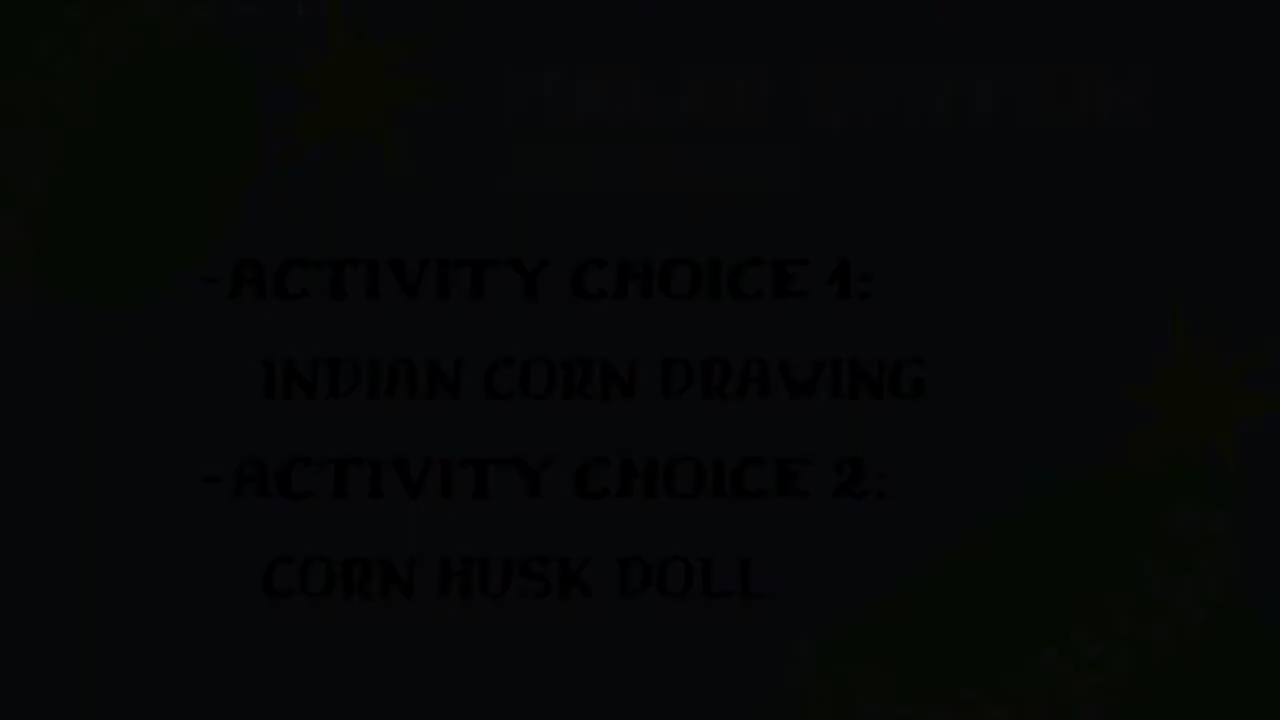 -ACTIVITY CHOICE 1:
INDIAN CORN DRAWING
-ACTIVITY CHOICE 2:
CORN HUSK DOLL